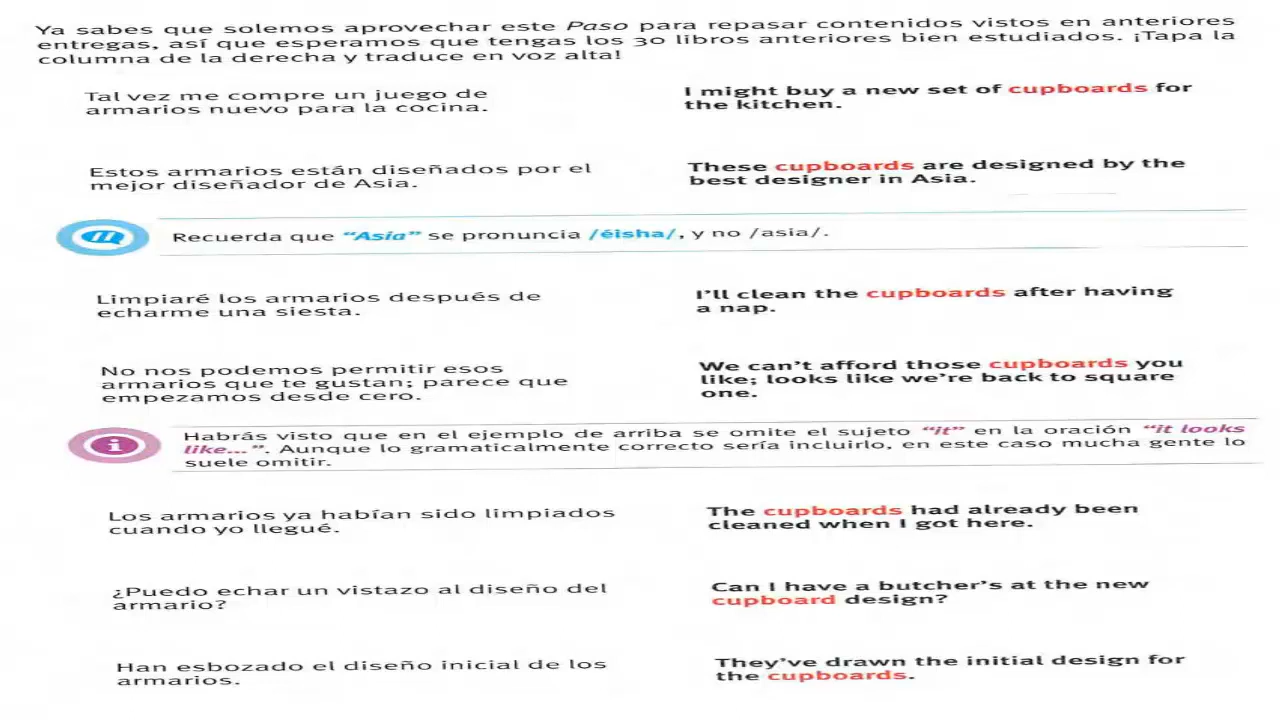 Ya sabes que solemos aprovechar este Paso para repasar contenidos vistos en anteriores
entregas, así que esperamos que tengas los 30 libros anteriores bien estudiados. ¡Tapa la
columna de la derecha y traduce en voz alta!
Tal vez me compre un juego de
armarios nuevo para la cocina.
I might buy a new set of cupboards for
the kitchen.
Estos armarios están diseñados por el
mejor diseñador de Asia.
These cupboards are designed by the
best designer in Asia.
Recuerda que “Asia” se pronuncia /éisha/, y no /asia/.
Limpiaré los armarios después de
echarme una siesta.
I’ll clean the cupboards after having
a nap.
No nos podemos permitir esos
armarios que te gustan; parece que
empezamos desde cero.
We can’t afford those cupboards you
like; looks like we’re back to square
one.
Habrás visto que en el ejemplo de arriba se omite el sujeto “it” en la oración “it looks
like...”. Aunque lo gramaticalmente correcto sería incluirlo, en este caso mucha gente lo
suele omitir.
Los armarios ya habían sido limpiados
cuando yo llegué.
The cupboards had already been
cleaned when I got here.
¿Puedo echar un vistazo al diseño del
armario?
Can I have a butcher’s at the new
cupboard design?
Han esbozado el diseño inicial de los
armarios.
They’ve drawn the initial design for
the cupboards.